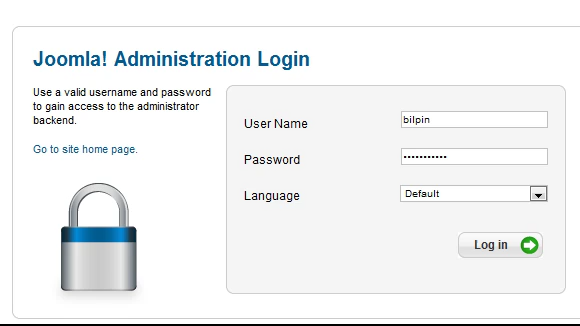 Joomla! Administration Login
Use a valid username and password
to gain access to the administrator
backend.
Go to site home page.
User Name
bilpin
Password
•••••••••••
Language
Default
Log in